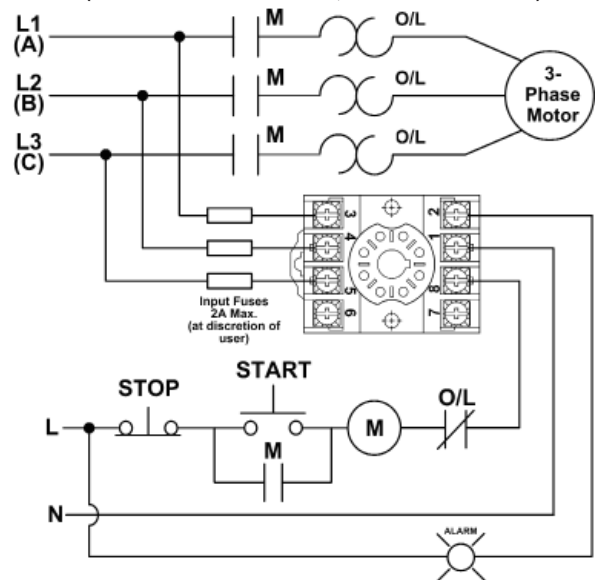 L1
(A)
M
O/L
L2
(B)
M
O/L
3-
Phase
Motor
L3
(C)
M
O/L
3
2
4
1
5
8
6
7
Input Fuses
2A Max.
(at discretion of
user)
STOP
START
O/L
L
M
M
N
ALARM